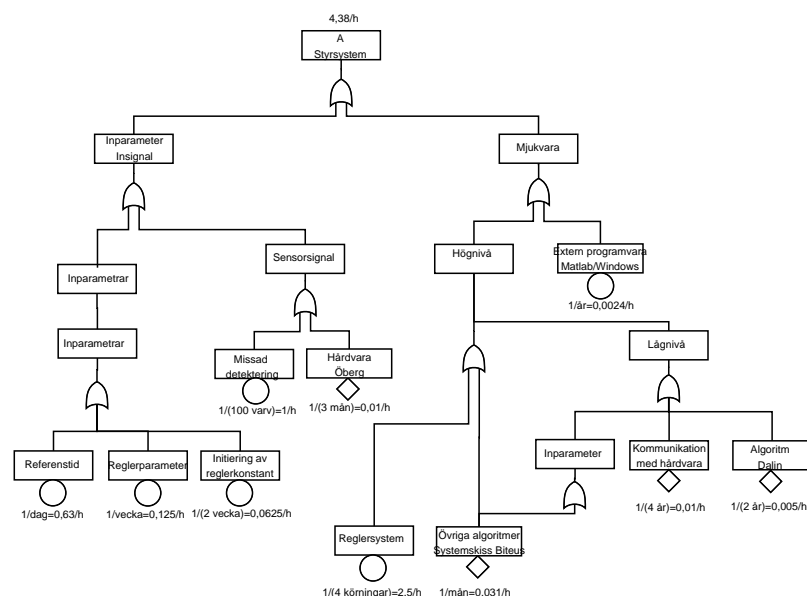 4,38/h
A
Styrsystem
Inparameter
Insignal
Mjukvara
Inparametrar
Sensorsignal
Högnivå
Extern programvara
Matlab/Windows
1/år=0,0024/h
Inparametrar
Missad
detektering
1/(100 varv)=1/h
Hårdvara
Öberg
1/(3 mån)=0,01/h
Lågnivå
Referenstid
1/dag=0,63/h
Reglerparameter
1/vecka=0,125/h
Initiering av
reglerkonstant
1/(2 vecka)=0,0625/h
Inparameter
Kommunikation
med hårdvara
1/(4 år)=0,01/h
Algoritm
Dalin
1/(2 år)=0,005/h
Reglersystem
1/(4 körningar)=2,5/h
Övriga algoritmer
Systemskiss Biteus
1/mån=0,031/h